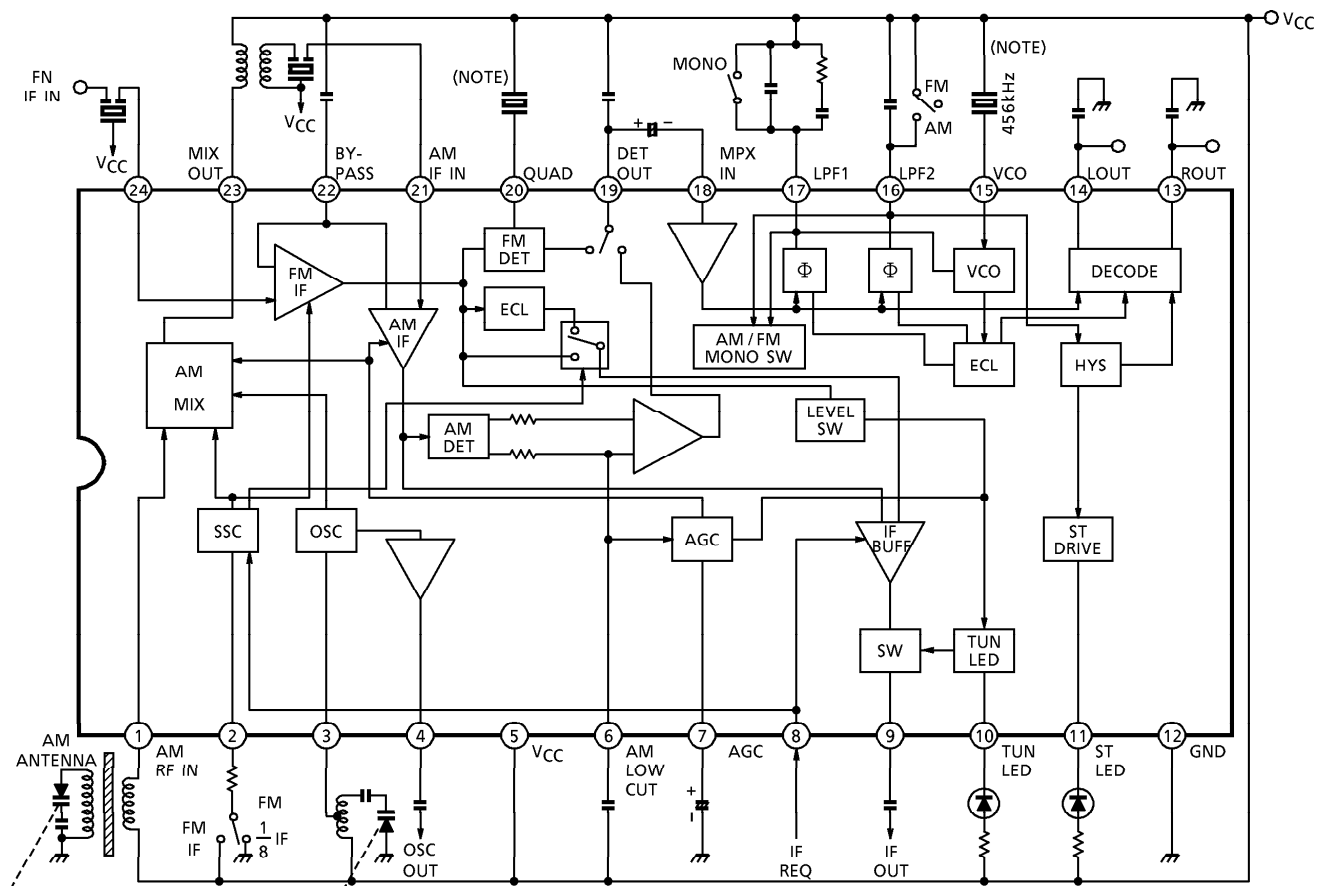 VCC
FN
IF IN
VCC
VCC
(NOTE)
MONO
FM
AM
(NOTE)
456kHz
+ −
MIX
OUT
BY-
PASS
AM
IF IN
QUAD
DET
OUT
MPX
IN
LPF1
LPF2
VCO
LOUT
ROUT
24
23
22
21
20
19
18
17
16
15
14
13
FM
IF
FM
DET
Φ
Φ
VCO
DECODE
ECL
AM
IF
AM / FM
MONO SW
ECL
HYS
AM
MIX
AM
DET
LEVEL
SW
SSC
OSC
AGC
IF
BUFF
ST
DRIVE
SW
TUN
LED
1
2
3
4
5
6
7
8
9
10
11
12
AM
ANTENNA
AM
RF IN
VCC
AM
LOW
CUT
AGC
TUN
LED
ST
LED
GND
+
−
FM
IF
FM
1/8 IF
OSC
OUT
IF
REQ
IF
OUT